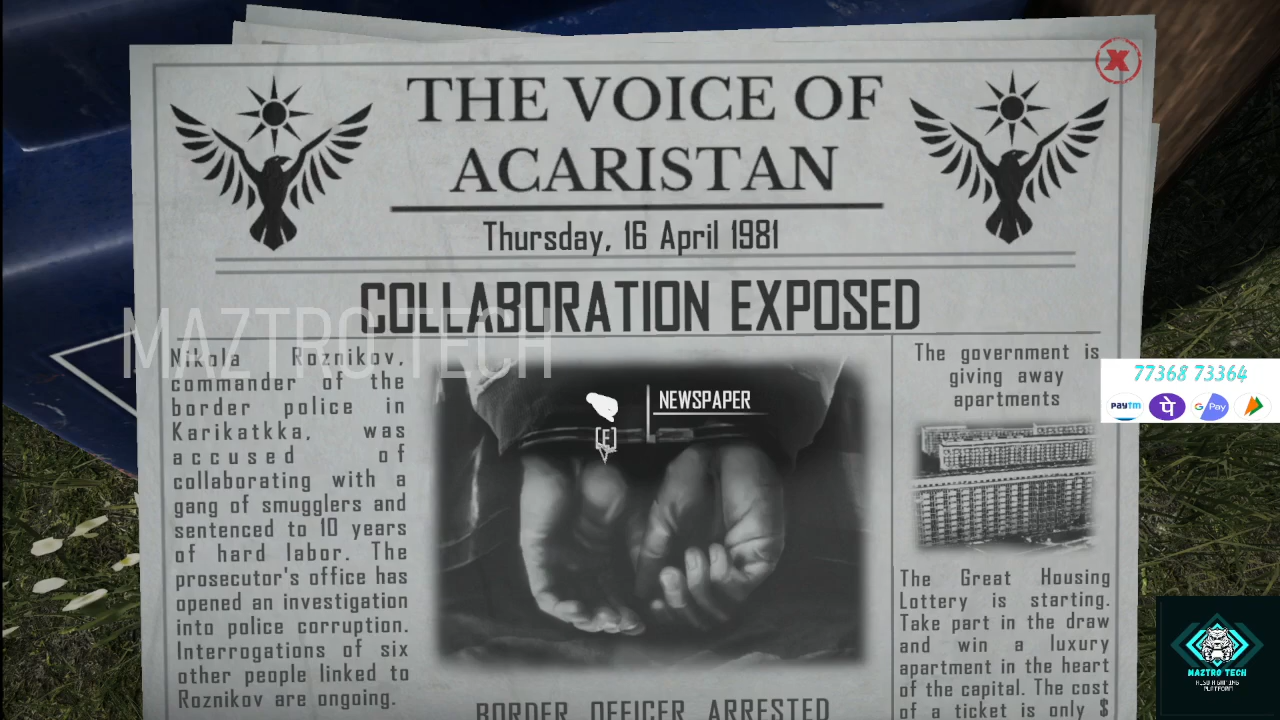 THE VOICE OF
ACARISTAN
Thursday, 16 April 1981
COLLABORATION EXPOSED
MAZTRO TECH
Nikola Roznikov,
commander of the
border police in
Karikatkka, was
accused of
collaborating with a
gang of smugglers and
sentenced to 10 years
of hard labor. The
prosecutor's office has
opened an investigation
into police corruption.
Interrogations of six
other people linked to
Roznikov are ongoing.
NEWSPAPER
[E]
BORDER OFFICER ARRESTED
The government is
giving away
apartments
The Great Housing
Lottery is starting.
Take part in the draw
and win a luxury
apartment in the heart
of the capital. The cost
of a ticket is only $
X
77368 73364
paytm
पे
G Pay
MAZTRO TECH
ALSO A GAMING
PLATFORM